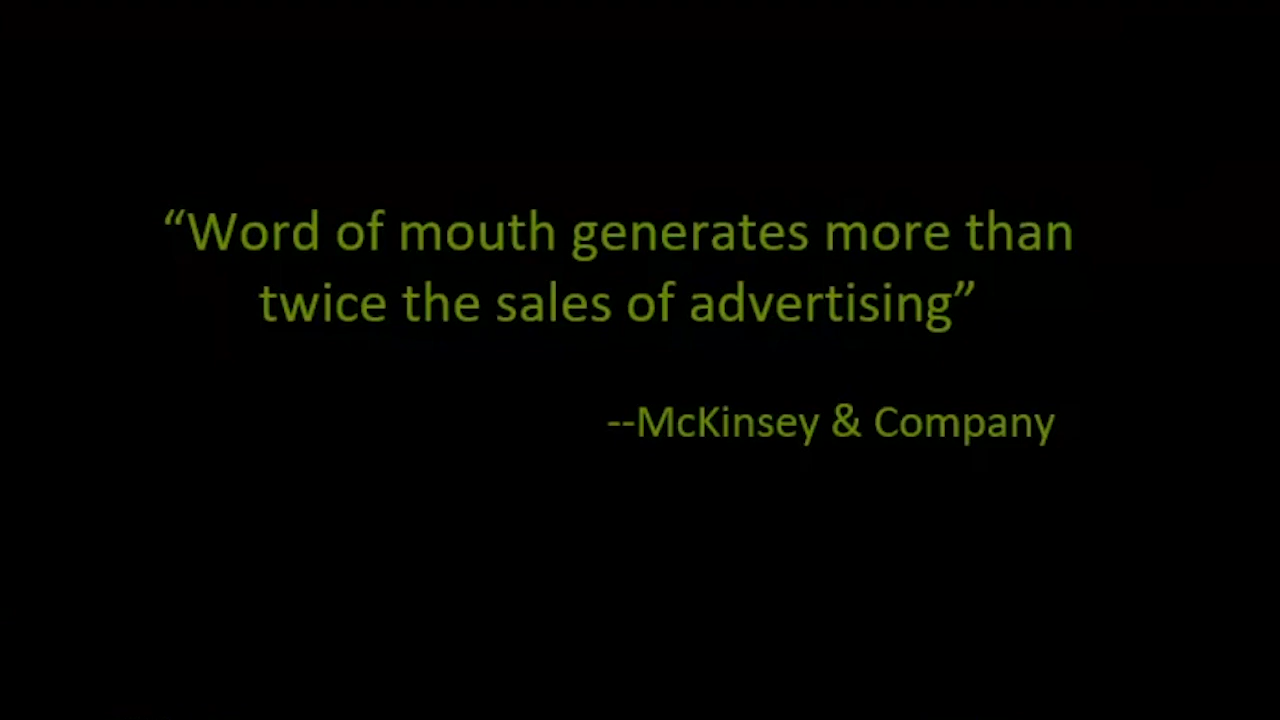 “Word of mouth generates more than
twice the sales of advertising”
--McKinsey & Company